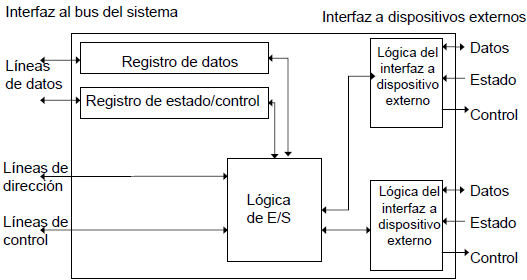 Interfaz al bus del sistema
Interfaz a dispositivos externos
Líneas
de datos
Registro de datos
Registro de estado/control
Lógica del
interfaz a
dispositivo
externo
Datos
Estado
Control
Líneas de
dirección
Líneas de
control
Lógica
de E/S
Lógica del
interfaz a
dispositivo
externo
Datos
Estado
Control